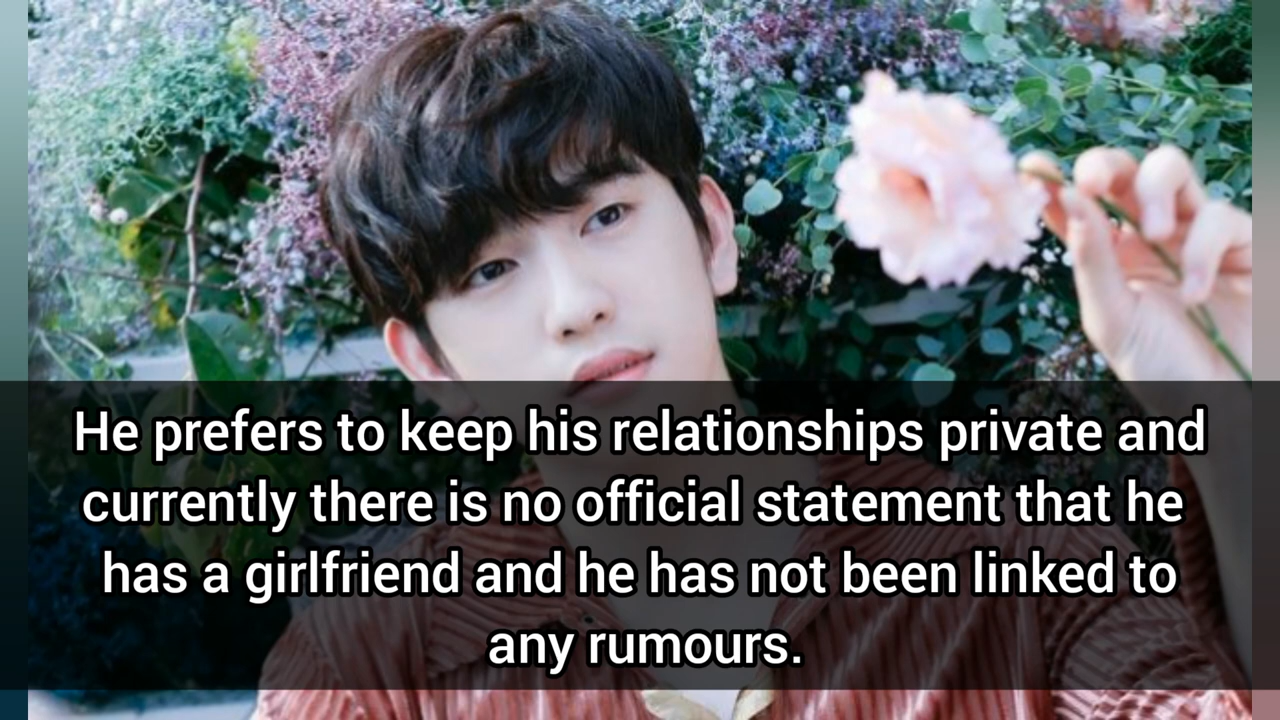 He prefers to keep his relationships private and
currently there is no official statement that he
has a girlfriend and he has not been linked to
any rumours.